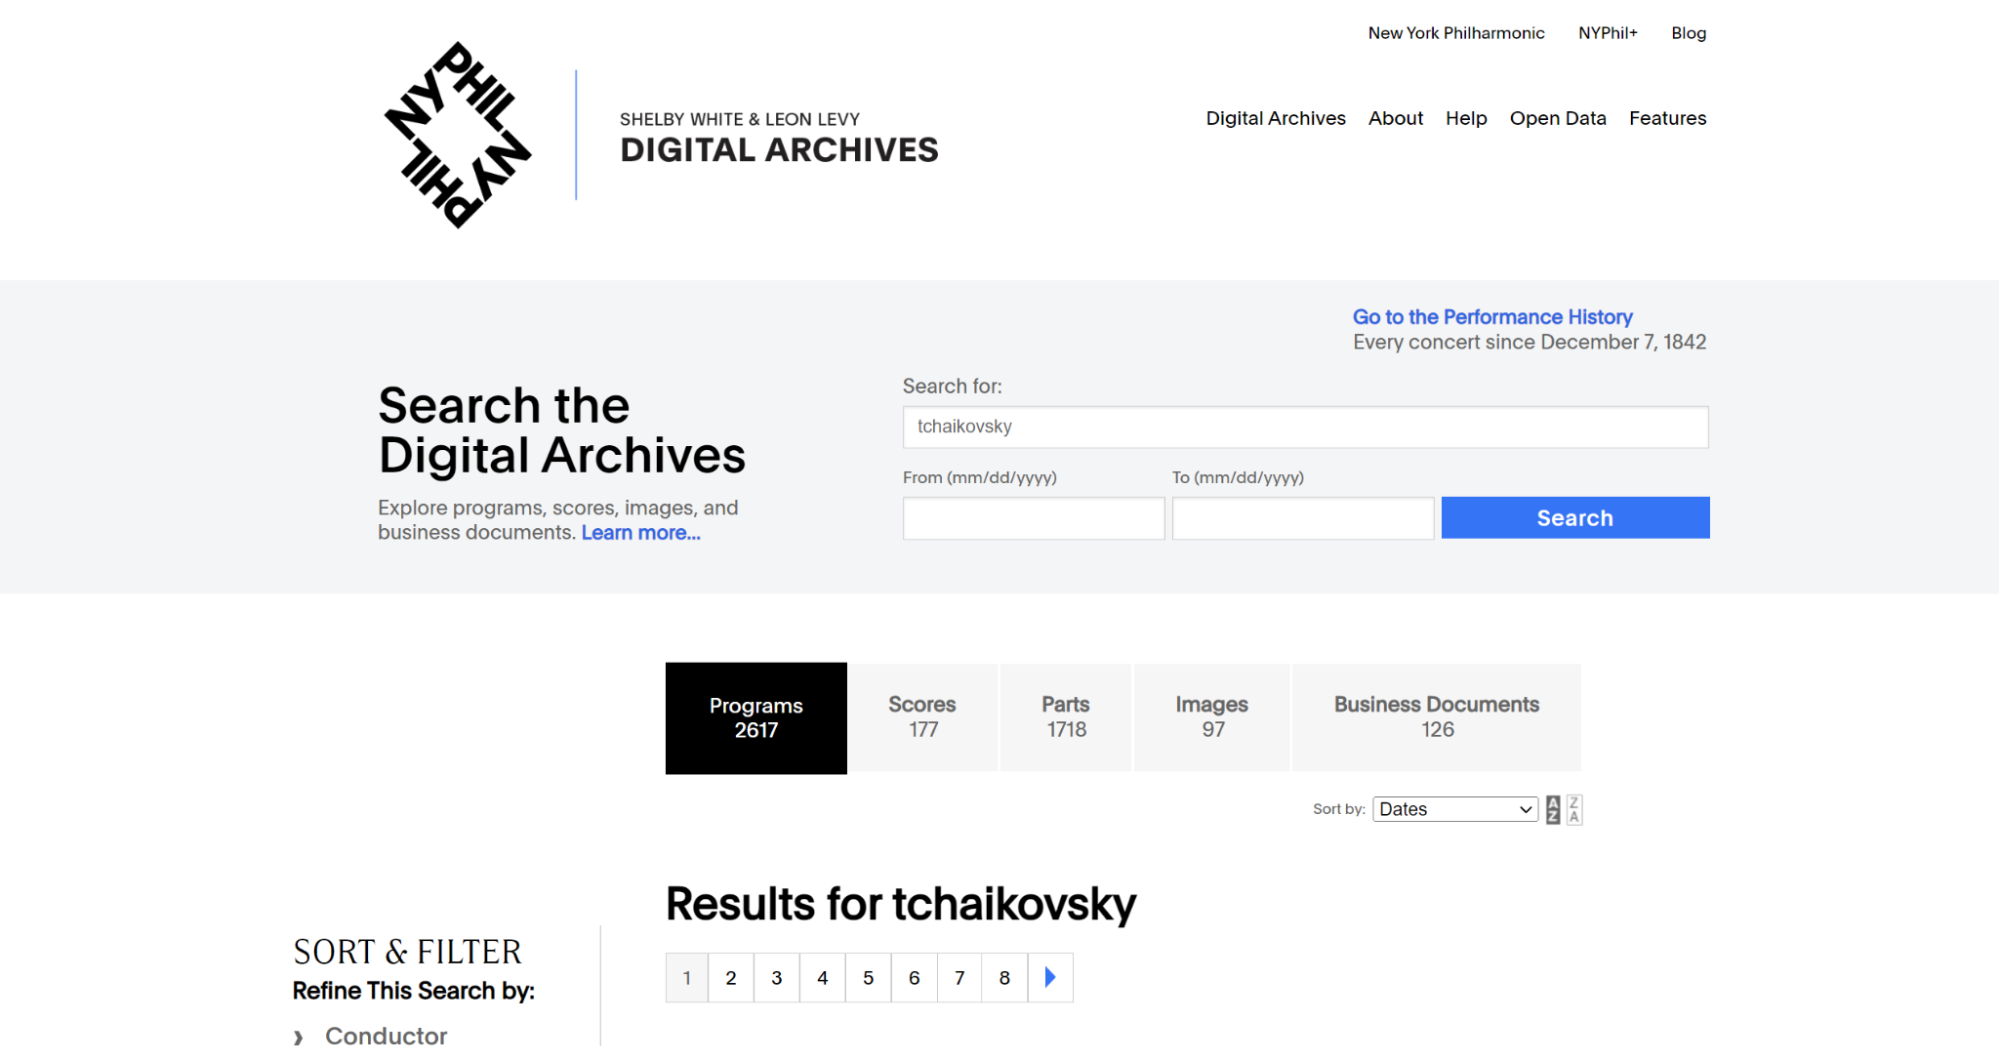 New York Philharmonic NYPhil+ Blog
NY PHIL NY PHIL
SHELBY WHITE & LEON LEVY
DIGITAL ARCHIVES
Digital Archives About Help Open Data Features
Go to the Performance History
Every concert since December 7, 1842
Search the
Digital Archives
Explore programs, scores, images, and
business documents. Learn more...
Search for:
tchaikovsky
From (mm/dd/yyyy) To (mm/dd/yyyy)
Search
Programs Scores Parts Images Business Documents
2617 177 1718 97 126
Sort by: Dates A Z Z A
Results for tchaikovsky
1 2 3 4 5 6 7 8
SORT & FILTER
Refine This Search by:
Conductor